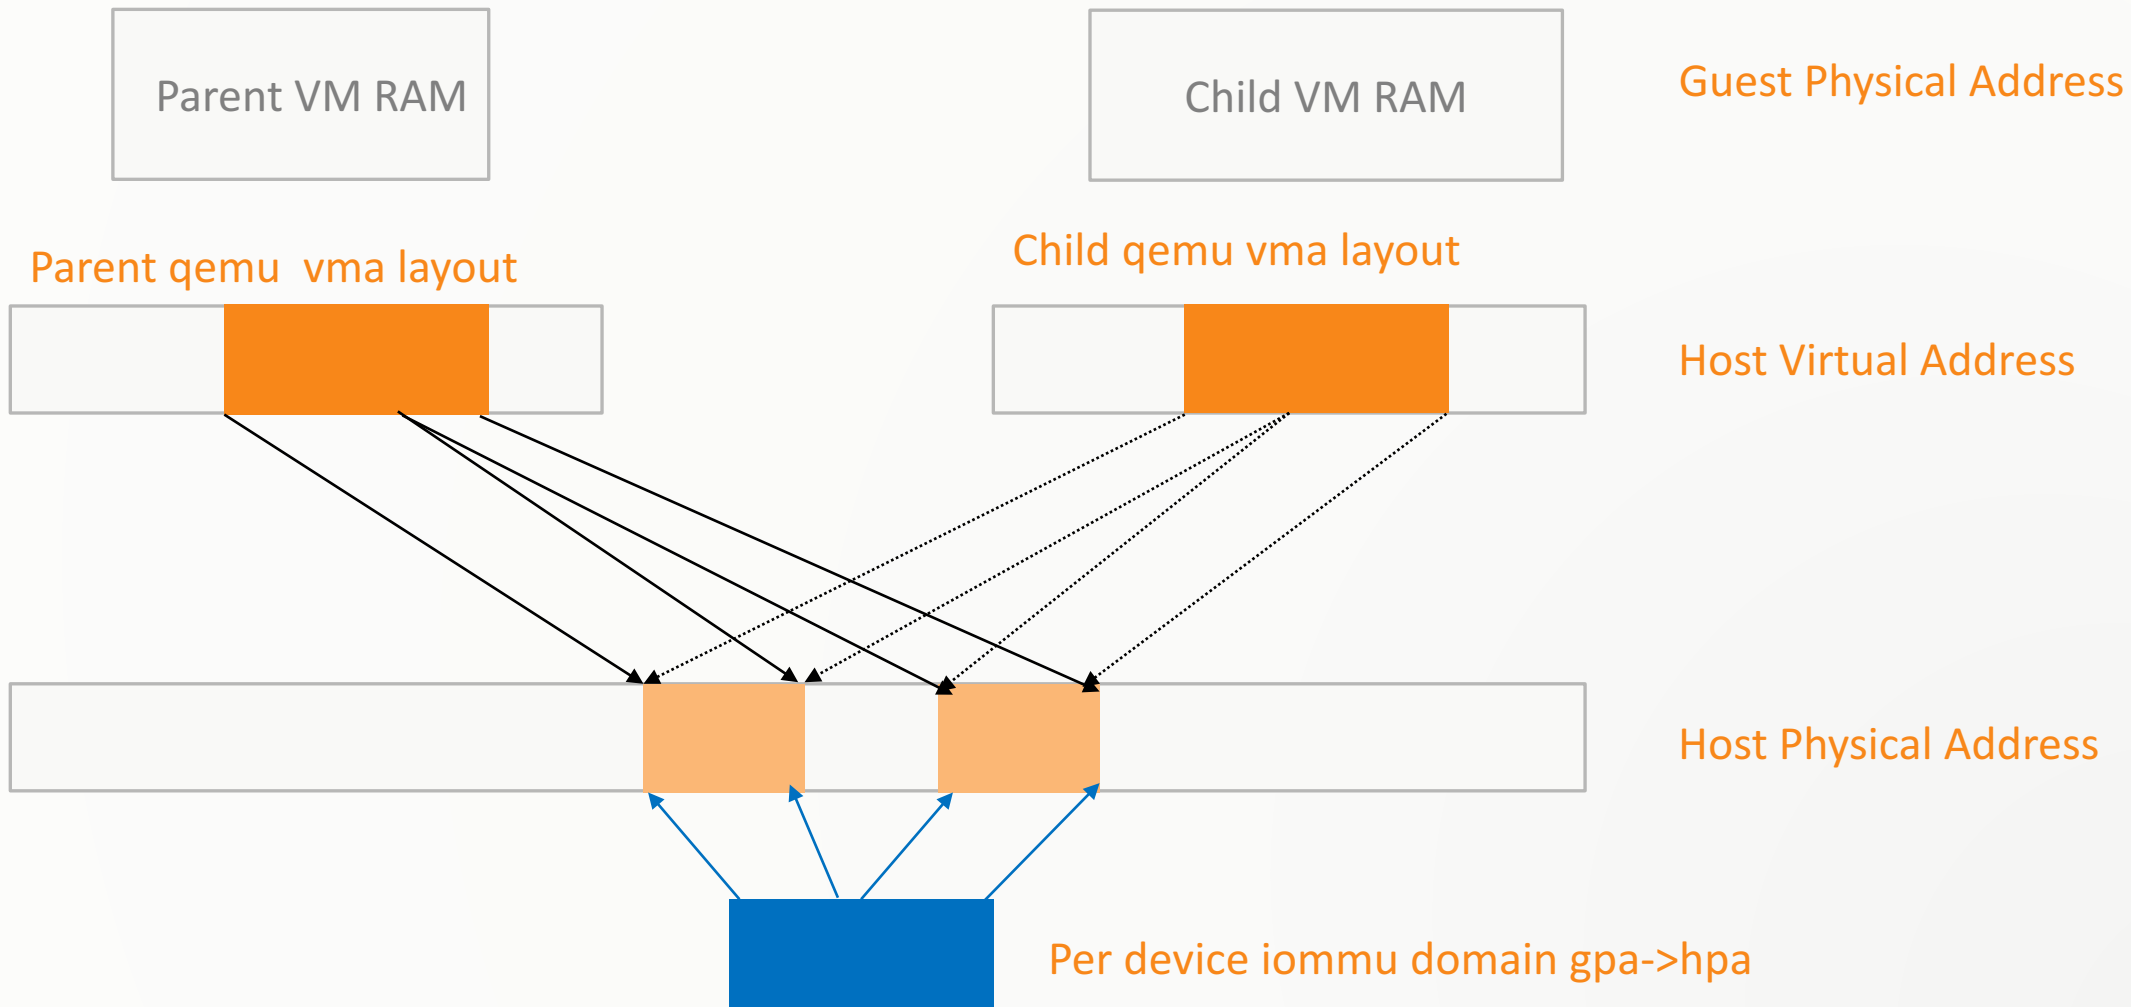 Parent VM RAM
Child VM RAM
Guest Physical Address
Parent qemu  vma layout
Child qemu vma layout
Host Virtual Address
Host Physical Address
Per device iommu domain gpa->hpa